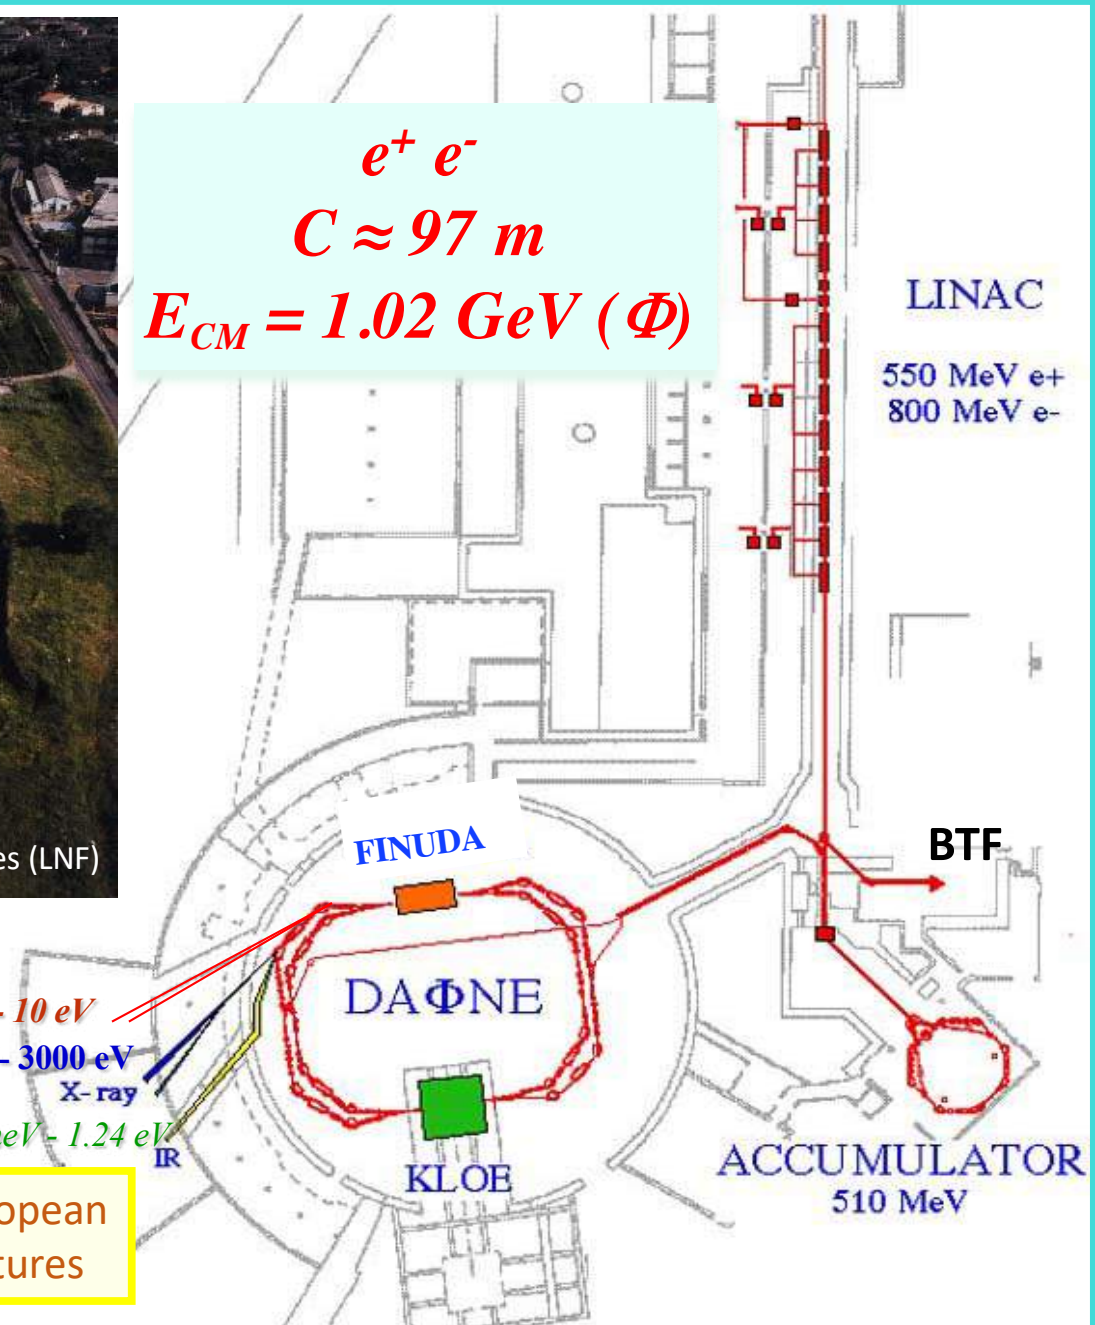 e⁺ e⁻
C ≈ 97 m
E_CM = 1.02 GeV (Φ)
LINAC
550 MeV e+
800 MeV e-
es (LNF)
FINUDA
BTF
DAΦNE
- 10 eV
- 3000 eV
X- ray
eV - 1.24 eV
IR
KLOE
ACCUMULATOR
510 MeV
opean
tures